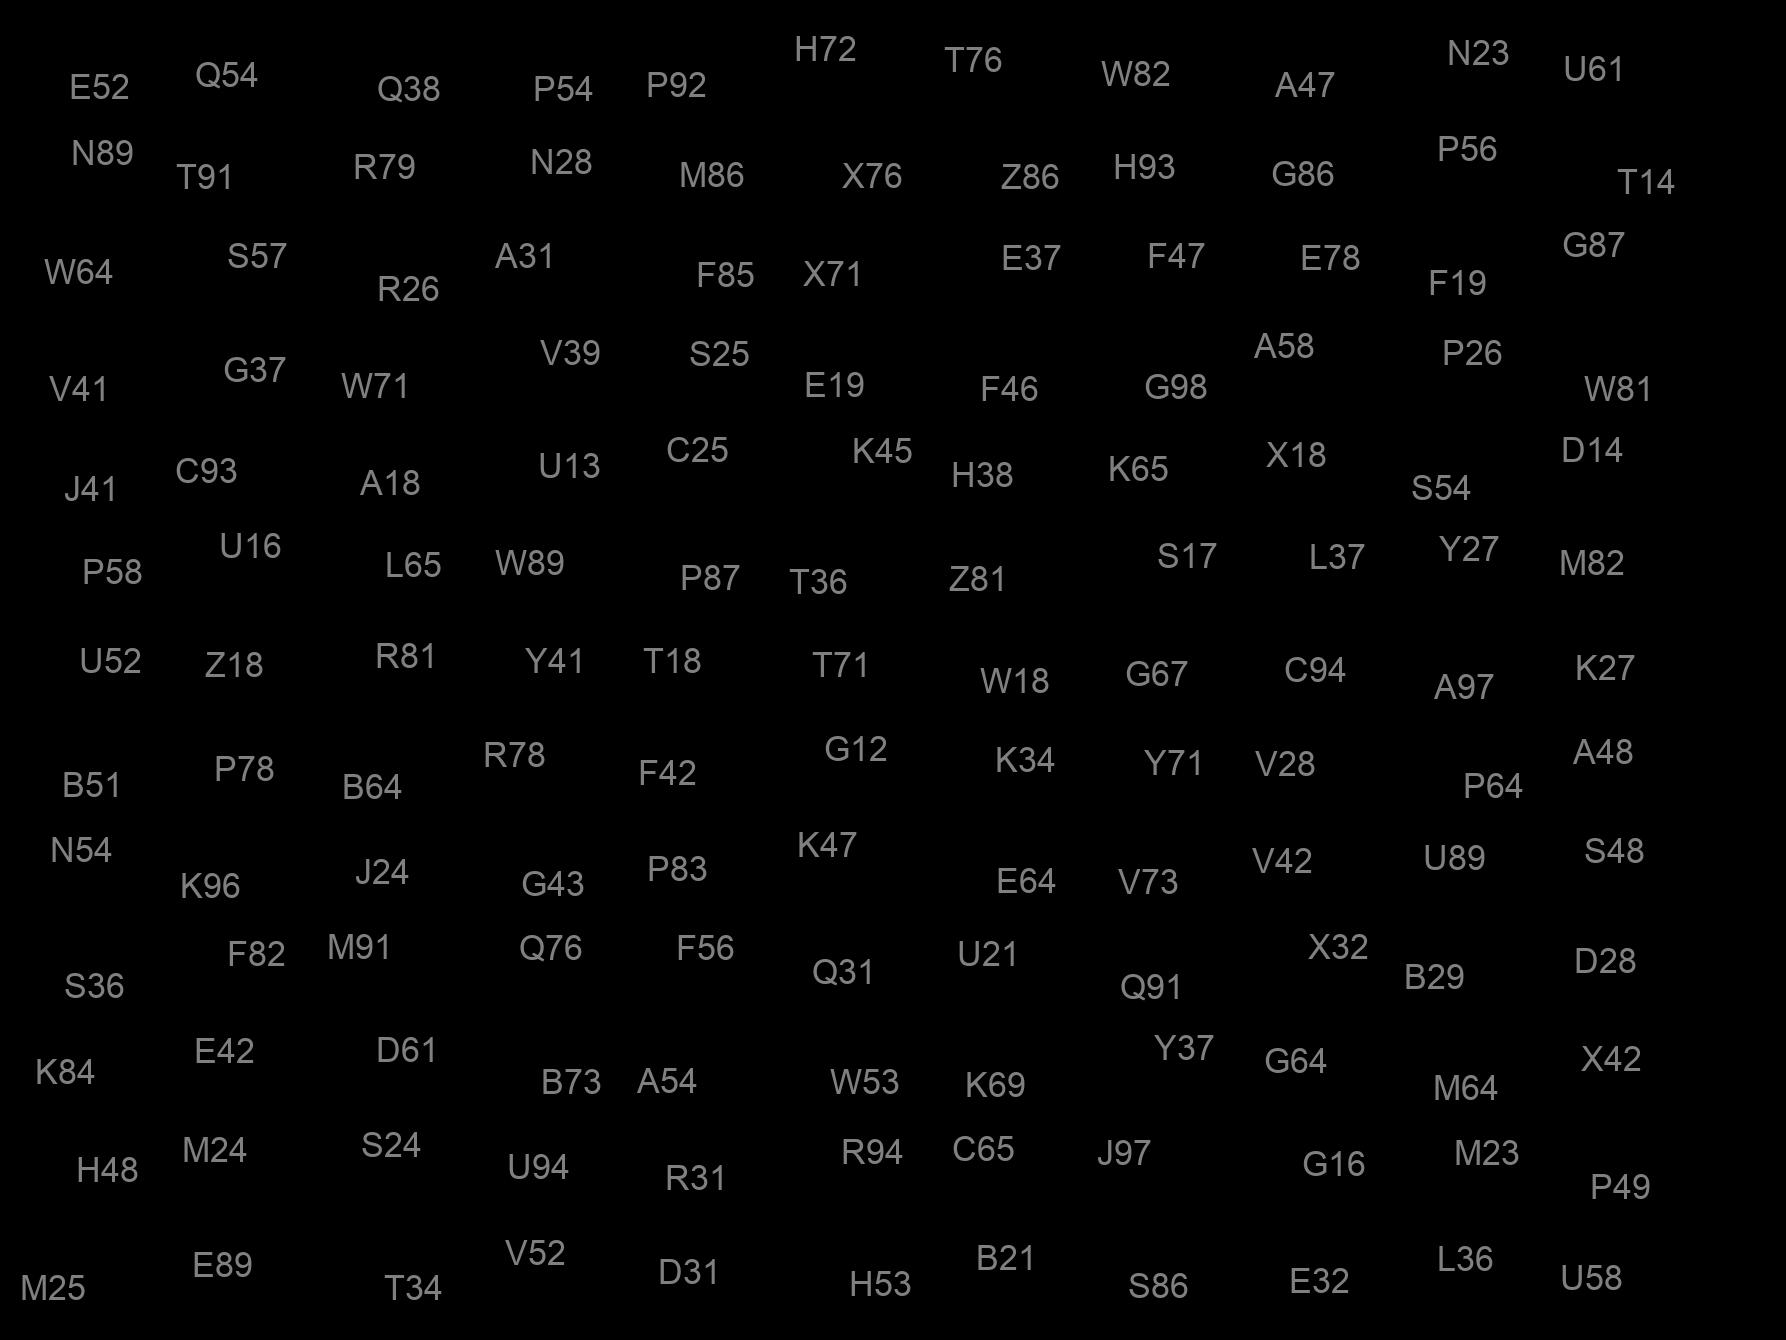 E52 Q54 Q38 P54 P92 H72 T76 W82 A47 N23 U61
N89 T91 R79 N28 M86 X76 Z86 H93 G86 P56 T14
W64 S57 R26 A31 F85 X71 E37 F47 E78 F19 G87
V41 G37 W71 V39 S25 E19 F46 G98 A58 P26 W81
J41 C93 A18 U13 C25 K45 H38 K65 X18 S54 D14
P58 U16 L65 W89 P87 T36 Z81 S17 L37 Y27 M82
U52 Z18 R81 Y41 T18 T71 W18 G67 C94 A97 K27
B51 P78 B64 R78 F42 G12 K34 Y71 V28 P64 A48
N54 K96 J24 G43 P83 K47 E64 V73 V42 U89 S48
S36 F82 M91 Q76 F56 Q31 U21 Q91 X32 B29 D28
K84 E42 D61 B73 A54 W53 K69 Y37 G64 M64 X42
H48 M24 S24 U94 R31 R94 C65 J97 G16 M23 P49
M25 E89 T34 V52 D31 H53 B21 S86 E32 L36 U58